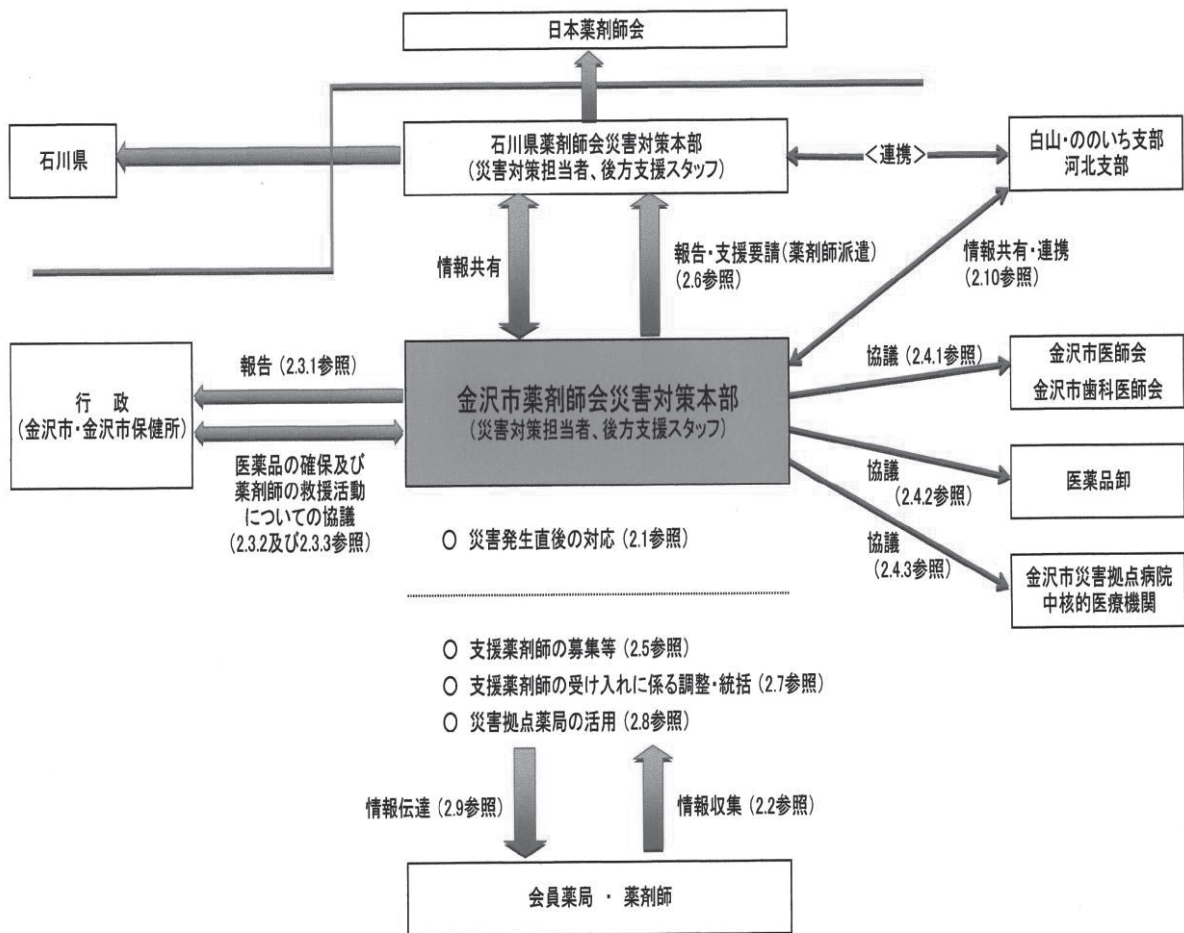 日本薬剤師会
石川県
石川県薬剤師会災害対策本部
(災害対策担当者、後方支援スタッフ)
<連携>
白山・ののいち支部
河北支部
情報共有
報告・支援要請(薬剤師派遣)
(2.6参照)
情報共有・連携
(2.10参照)
行 政
(金沢市・金沢市保健所)
報告 (2.3.1参照)
医薬品の確保及び
薬剤師の救援活動
についての協議
(2.3.2及び2.3.3参照)
金沢市薬剤師会災害対策本部
(災害対策担当者、後方支援スタッフ)
協議 (2.4.1参照)
金沢市医師会
金沢市歯科医師会
協議
(2.4.2参照)
医薬品卸
協議
(2.4.3参照)
金沢市災害拠点病院
中核的医療機関
○ 災害発生直後の対応 (2.1参照)
○ 支援薬剤師の募集等 (2.5参照)
○ 支援薬剤師の受け入れに係る調整・統括 (2.7参照)
○ 災害拠点薬局の活用 (2.8参照)
情報伝達 (2.9参照)
情報収集 (2.2参照)
会員薬局 ・ 薬剤師